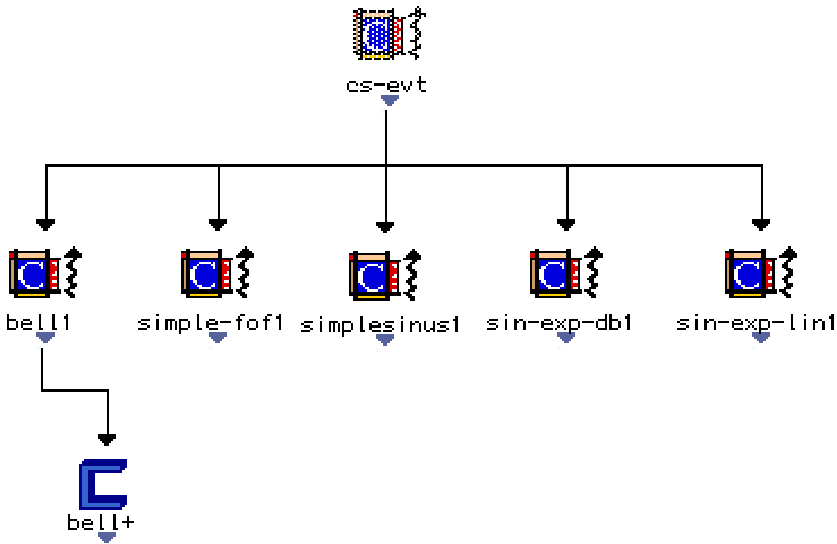 cs-evt
bell1
simple-fof1
simplesinus1
sin-exp-db1
sin-exp-lin1
bell+